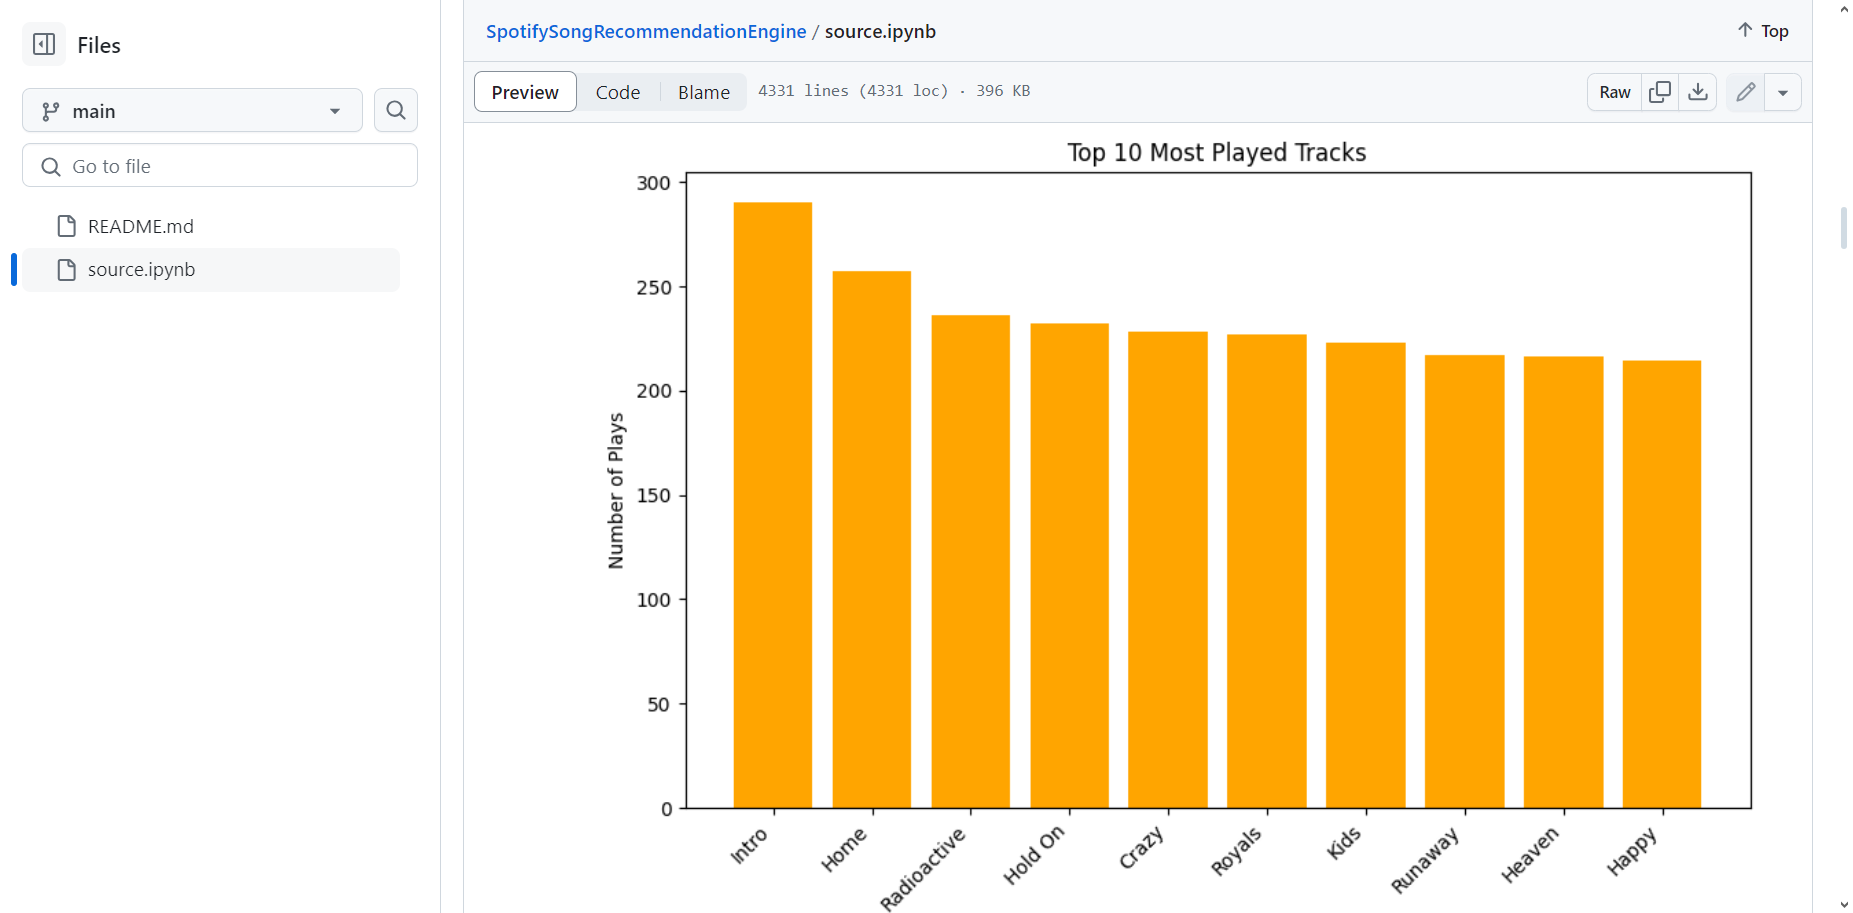 Files
main
Go to file
README.md
source.ipynb
SpotifySongRecommendationEngine / source.ipynb
Top
Preview Code Blame 4331 lines (4331 loc) · 396 KB
Raw
Top 10 Most Played Tracks
Number of Plays
300
250
200
150
100
50
0
Intro
Home
Radioactive
Hold On
Crazy
Royals
Kids
Runaway
Heaven
Happy